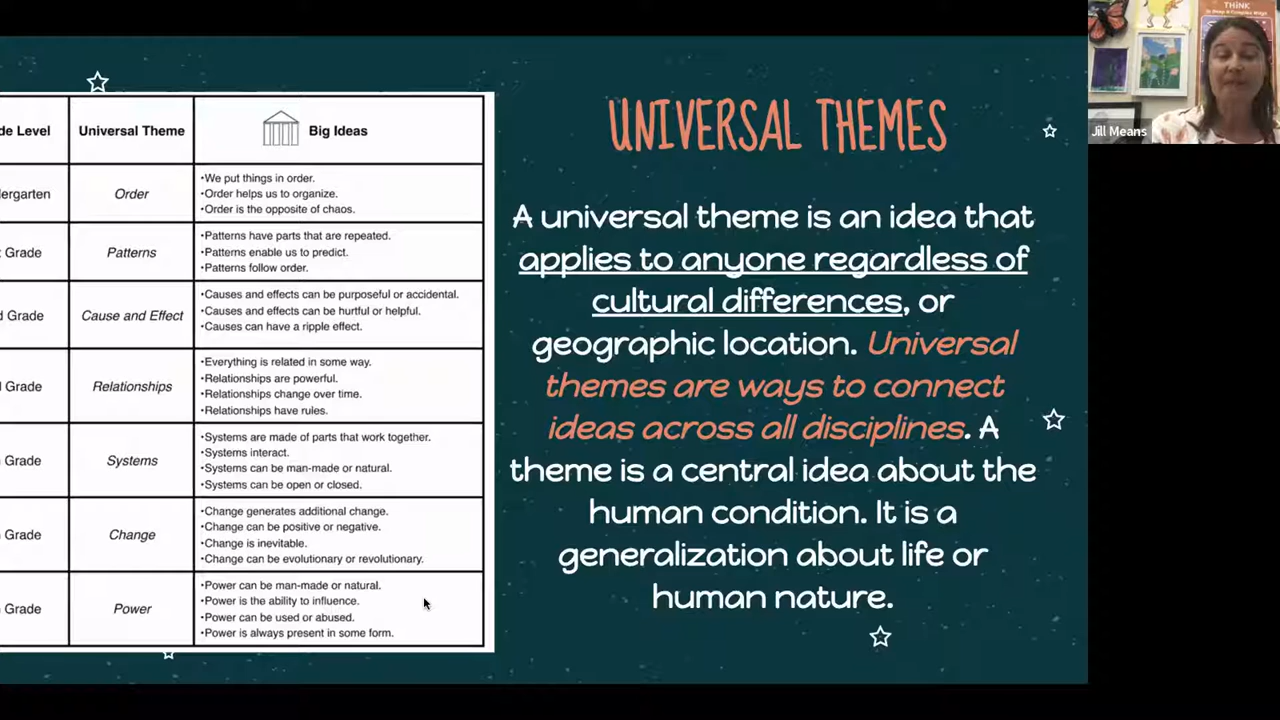 de Level Universal Theme Big Ideas
lergarten Order
•We put things in order.
•Order helps us to organize.
•Order is the opposite of chaos.
t Grade Patterns
•Patterns have parts that are repeated.
•Patterns enable us to predict.
•Patterns follow order.
d Grade Cause and Effect
•Causes and effects can be purposeful or accidental.
•Causes and effects can be hurtful or helpful.
•Causes can have a ripple effect.
d Grade Relationships
•Everything is related in some way.
•Relationships are powerful.
•Relationships change over time.
•Relationships have rules.
h Grade Systems
•Systems are made of parts that work together.
•Systems interact.
•Systems can be man-made or natural.
•Systems can be open or closed.
h Grade Change
•Change generates additional change.
•Change can be positive or negative.
•Change is inevitable.
•Change can be evolutionary or revolutionary.
h Grade Power
•Power can be man-made or natural.
•Power is the ability to influence.
•Power can be used or abused.
•Power is always present in some form.
UNIVERSAL THEMES
A universal theme is an idea that
applies to anyone regardless of
cultural differences, or
geographic location. Universal
themes are ways to connect
ideas across all disciplines. A
theme is a central idea about the
human condition. It is a
generalization about life or
human nature.
THINK
Jill Means